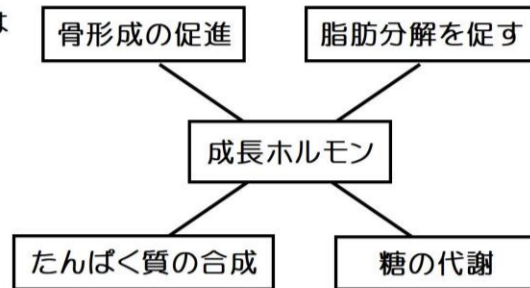 は
骨形成の促進
脂肪分解を促す
成長ホルモン
たんぱく質の合成
糖の代謝